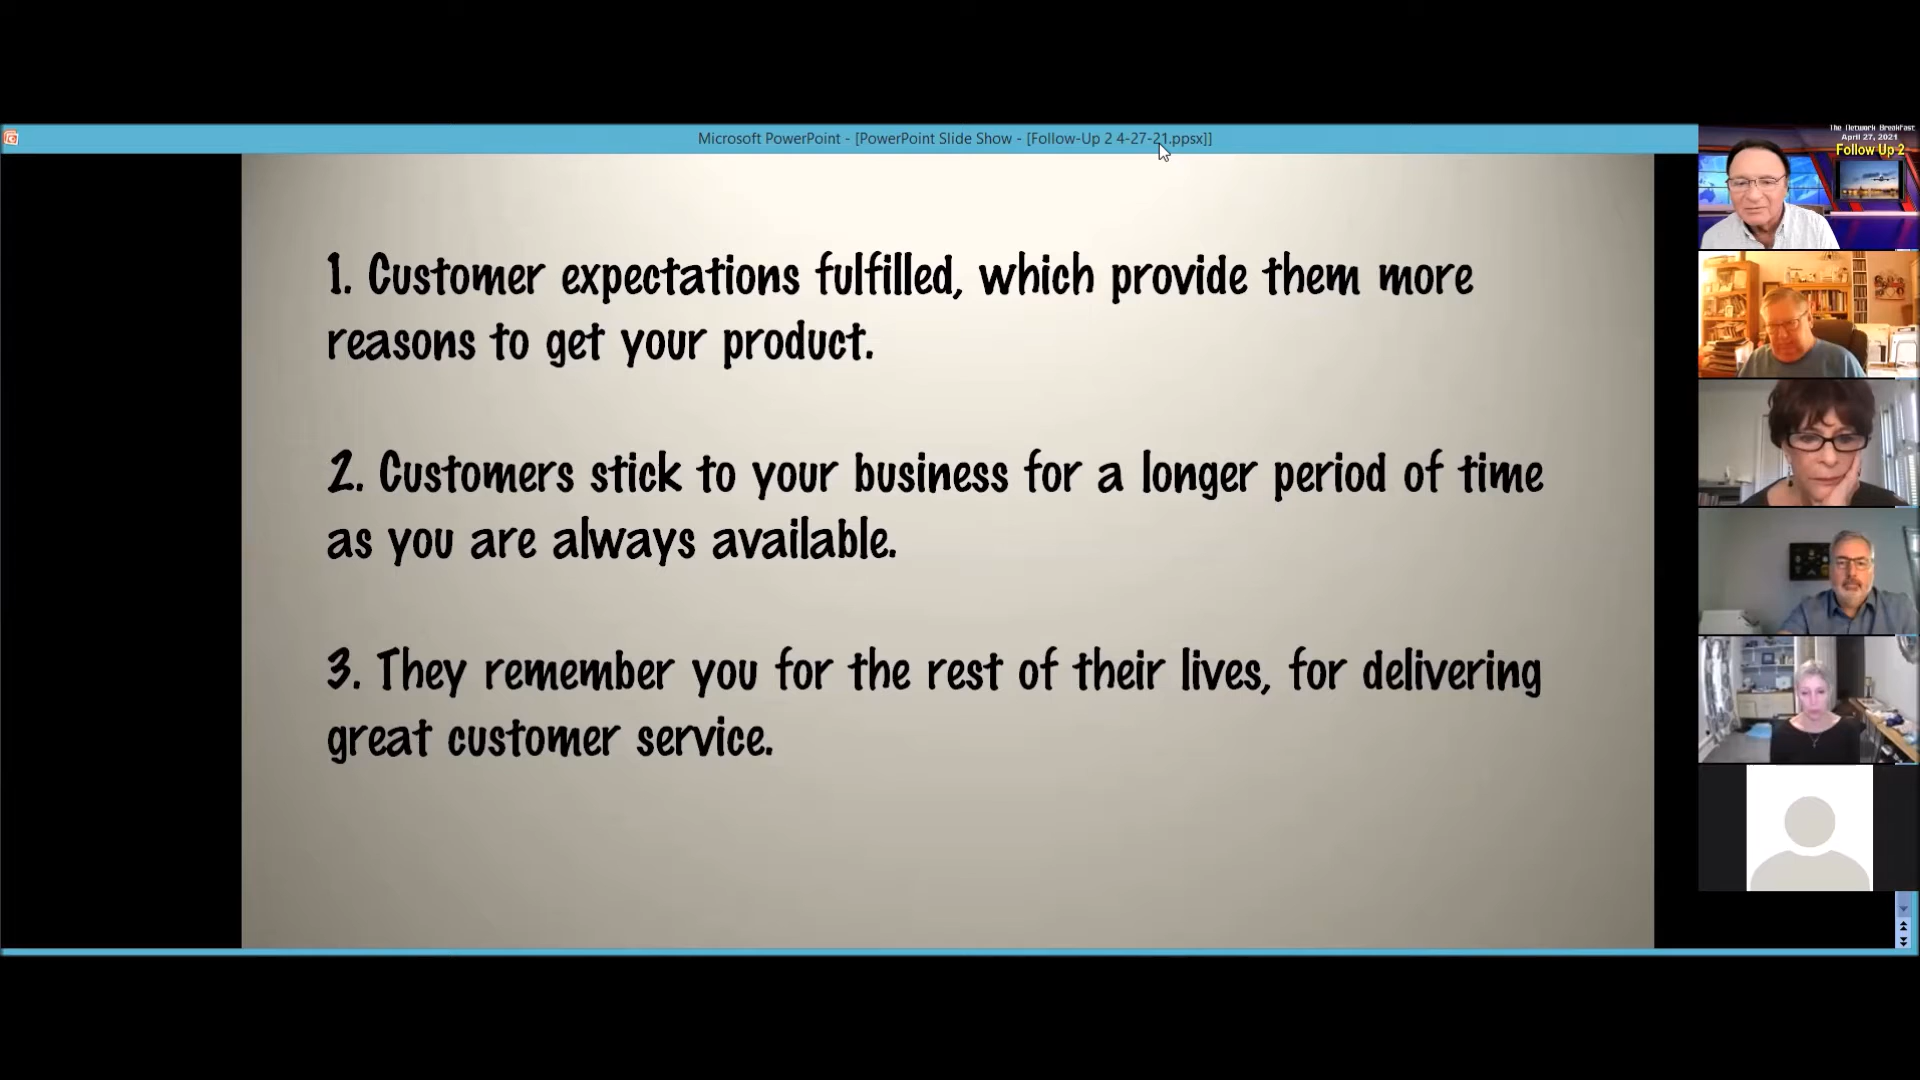 Microsoft PowerPoint - [PowerPoint Slide Show - [Follow-Up 2 4-27-21.ppsx]]
1. Customer expectations fulfilled, which provide them more
reasons to get your product.
2. Customers stick to your business for a longer period of time
as you are always available.
3. They remember you for the rest of their lives, for delivering
great customer service.
The Network Breakfast
April 27, 2021
Follow Up 2